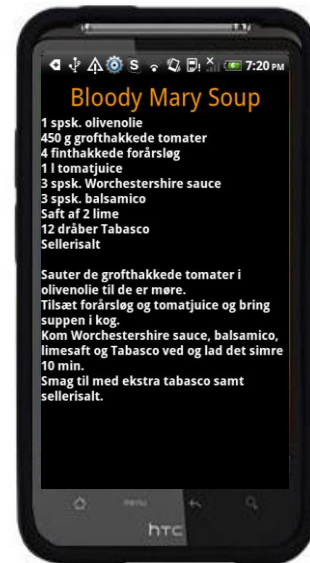 7:20 PM
Bloody Mary Soup
1 spsk. olivenolie
450 g grofthakkede tomater
4 finthakkede forårsløg
1 l tomatjuice
3 spsk. Worchestershire sauce
3 spsk. balsamico
Saft af 2 lime
12 dråber Tabasco
Sellerisalt
Sauter de grofthakkede tomater i
olivenolie til de er møre.
Tilsæt forårsløg og tomatjuice og bring
suppen i kog.
Kom Worchestershire sauce, balsamico,
limesaft og Tabasco ved og lad det simre
10 min.
Smag til med ekstra tabasco samt
sellerisalt.
menu
htc